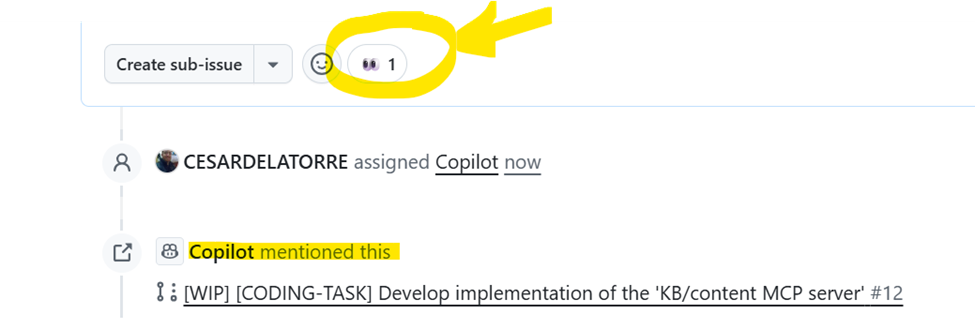 Create sub-issue 👀 1
CESARDELATORRE assigned Copilot now
Copilot mentioned this
[WIP] [CODING-TASK] Develop implementation of the 'KB/content MCP server' #12